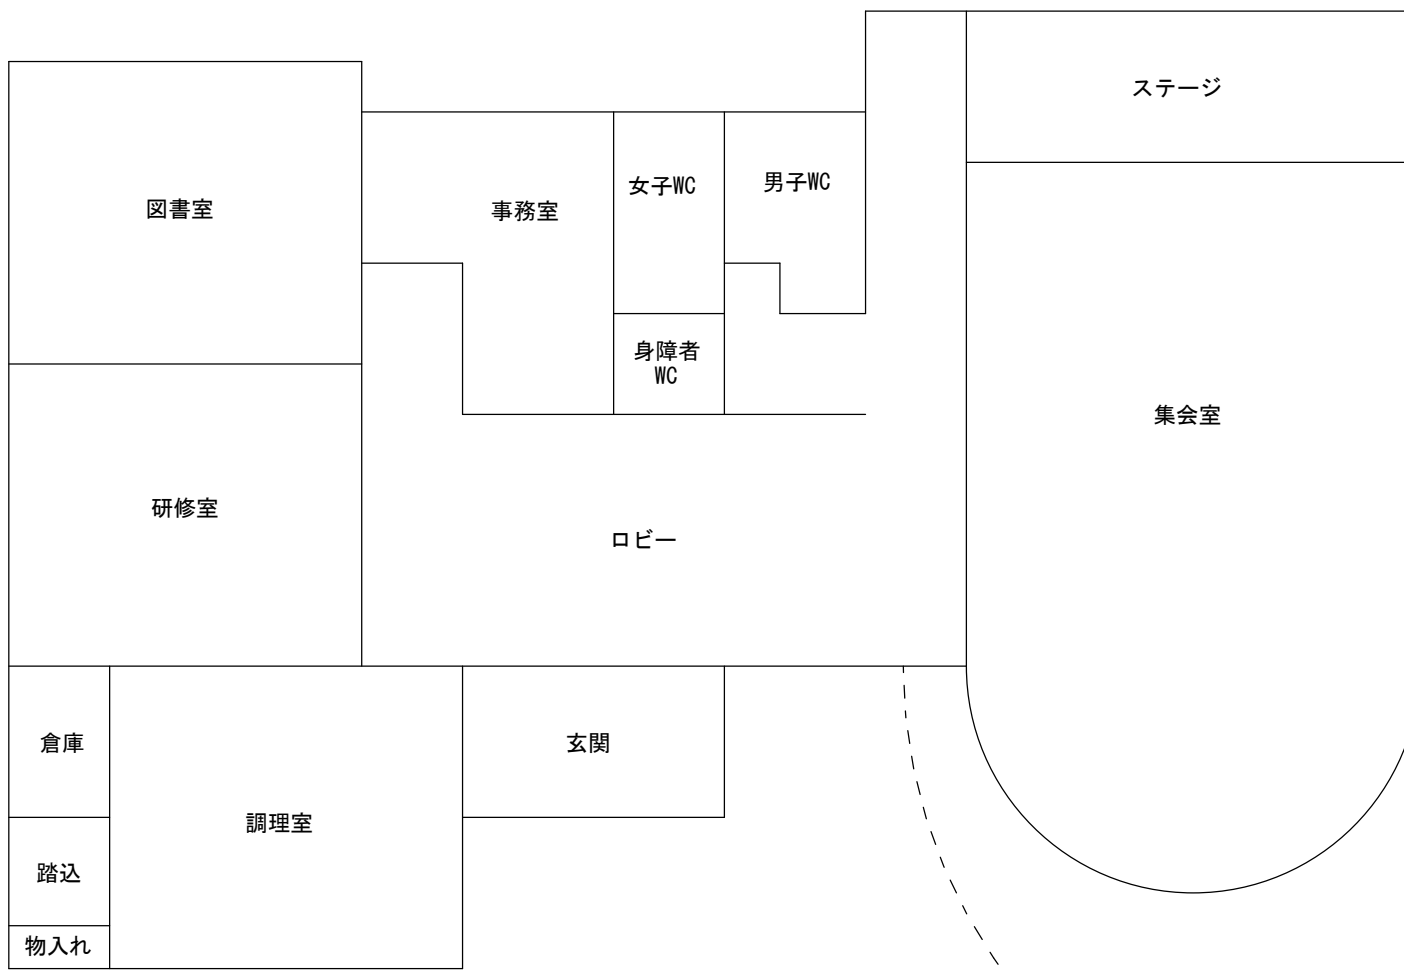 ステージ
図書室
事務室
女子WC
男子WC
身障者
WC
集会室
研修室
ロビー
倉庫
玄関
調理室
踏込
物入れ